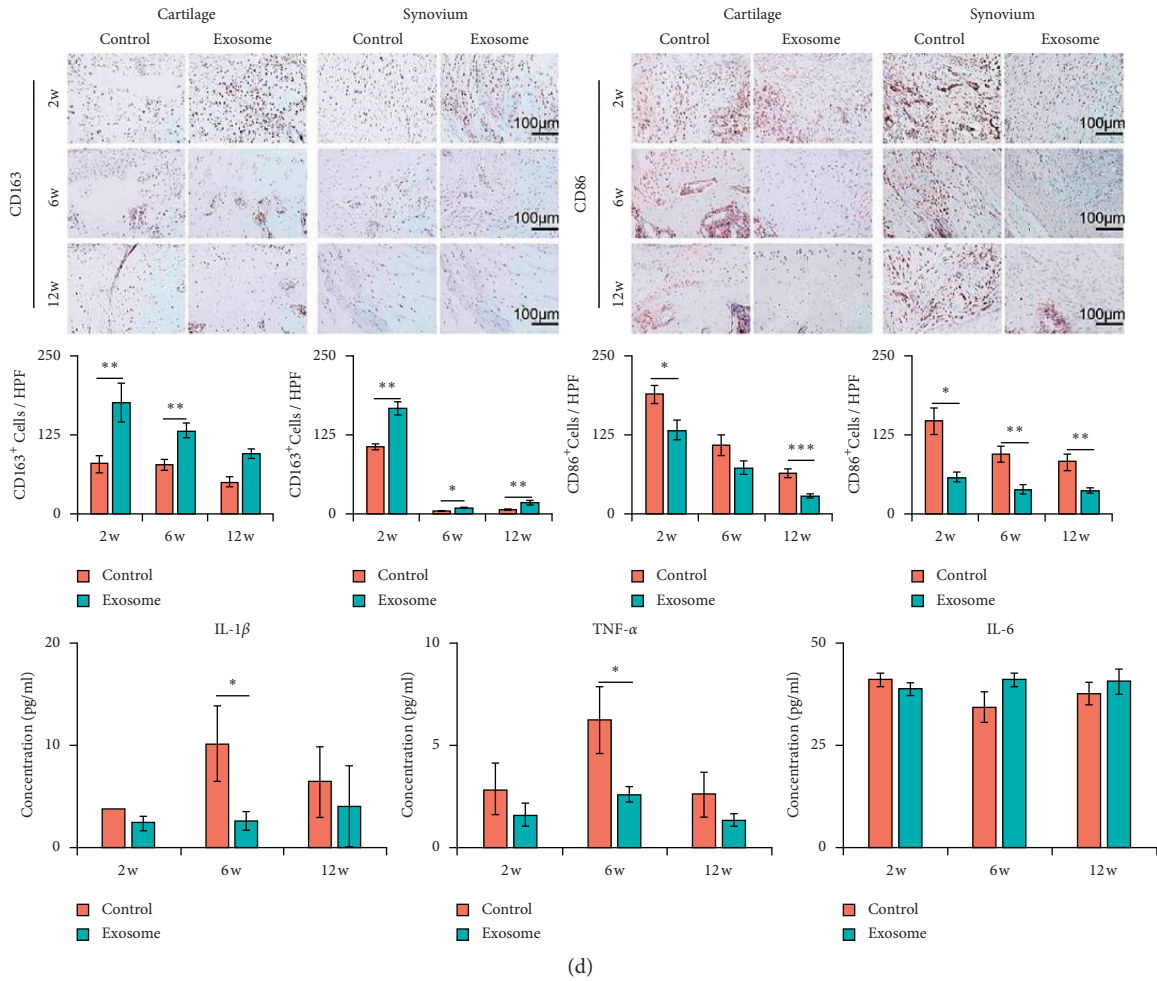 Cartilage
Synovium
Cartilage
Synovium
Control
Exosome
Control
Exosome
Control
Exosome
Control
Exosome
CD163
2w
100μm
6w
100μm
12w
100μm
CD86
2w
100μm
6w
100μm
12w
100μm
CD163+ Cells / HPF
250
125
0
**
**
2w
6w
12w
Control
Exosome
CD163+ Cells / HPF
250
125
0
**
*
**
2w
6w
12w
Control
Exosome
CD86+Cells / HPF
250
125
0
*
***
2w
6w
12w
Control
Exosome
CD86+Cells / HPF
250
125
0
*
**
**
2w
6w
12w
Control
Exosome
IL-1β
Concentration (pg/ml)
20
10
0
*
2w
6w
12w
Control
Exosome
TNF-α
Concentration (pg/ml)
10
5
0
*
2w
6w
12w
Control
Exosome
IL-6
Concentration (pg/ml)
50
25
0
2w
6w
12w
Control
Exosome
(d)